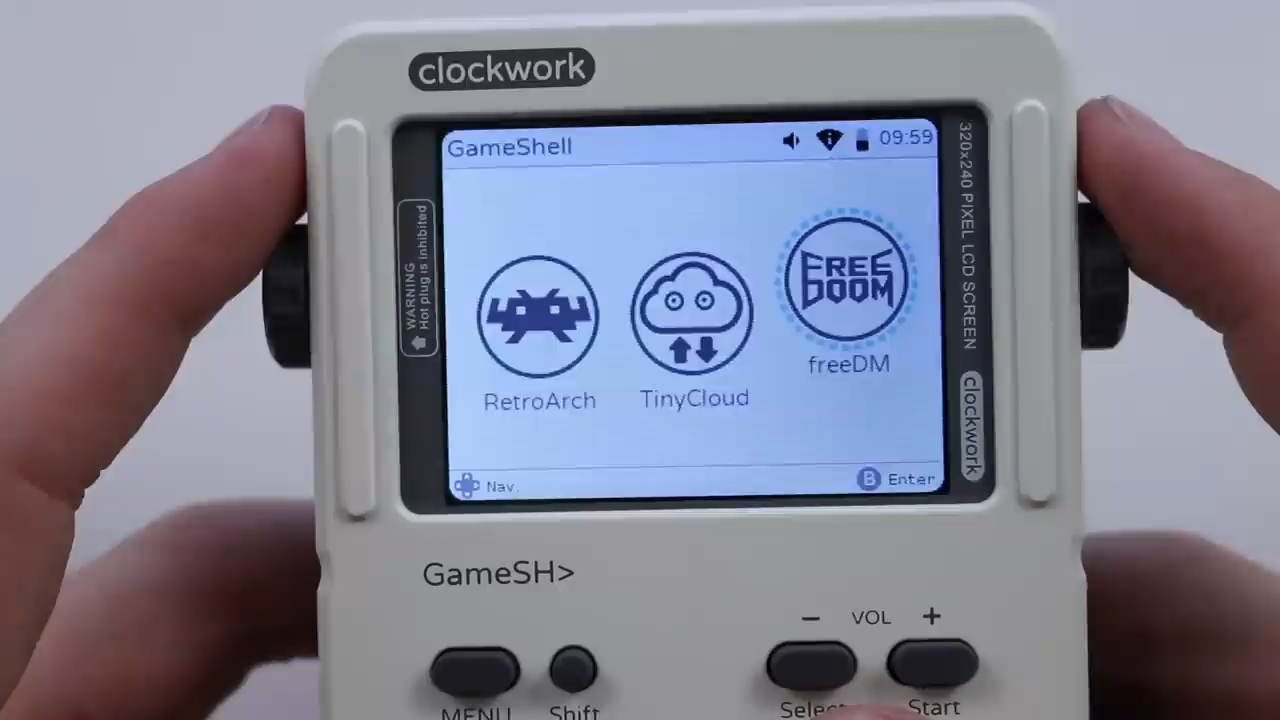 clockwork
GameShell
09:59
WARNING
Hot plug is inhibited
320x240 PIXEL LCD SCREEN
clockwork
FREE
DOOM
RetroArch
TinyCloud
freeDM
Nav.
B Enter
GameSH>
- VOL +
MENU
Shift
Select
Start